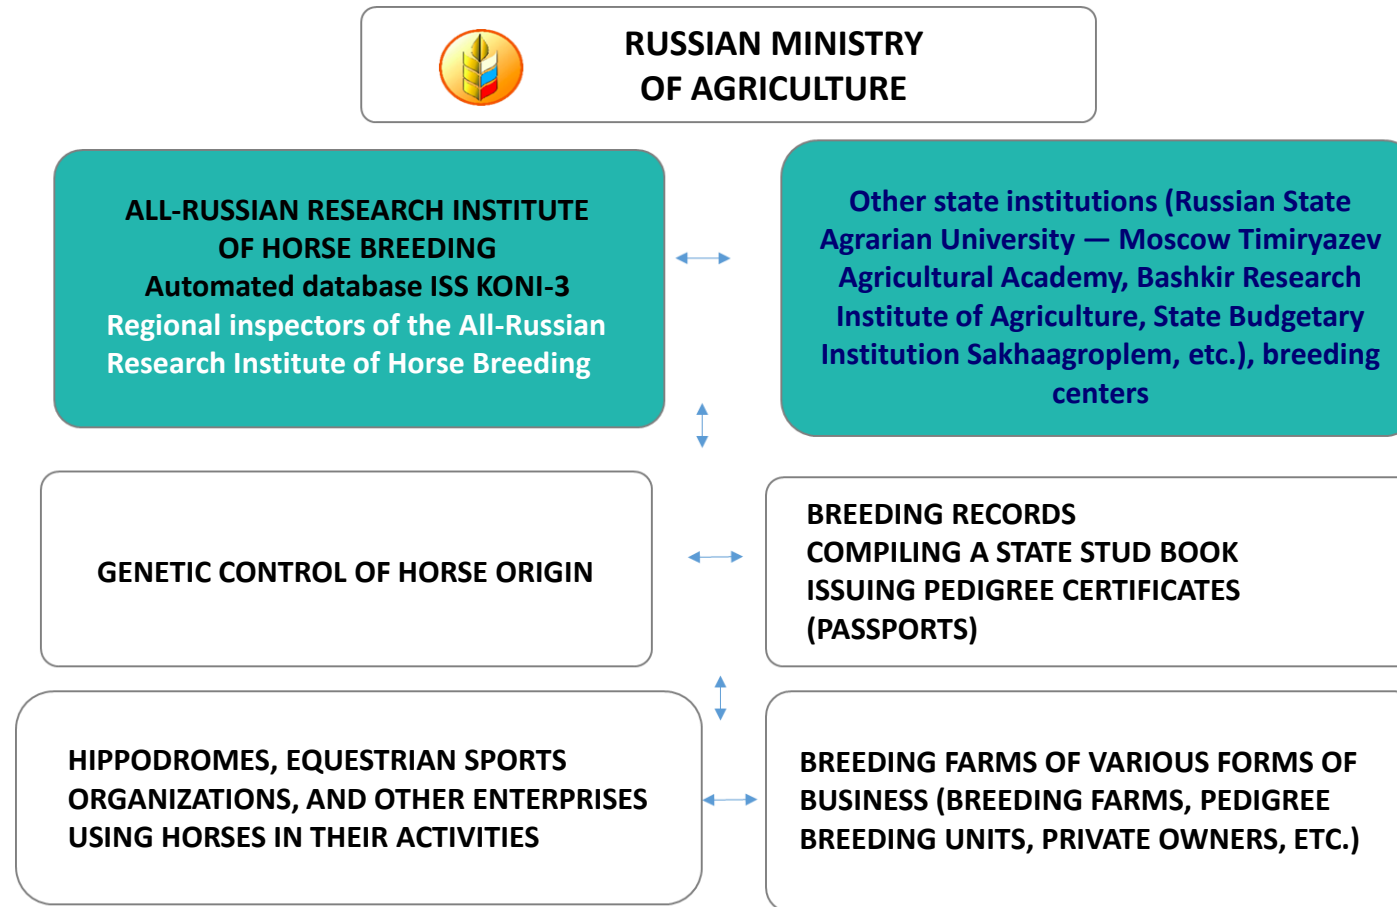 RUSSIAN MINISTRY
OF AGRICULTURE
ALL-RUSSIAN RESEARCH INSTITUTE
OF HORSE BREEDING
Automated database ISS KONI-3
Regional inspectors of the All-Russian
Research Institute of Horse Breeding
Other state institutions (Russian State
Agrarian University — Moscow Timiryazev
Agricultural Academy, Bashkir Research
Institute of Agriculture, State Budgetary
Institution Sakhaagroplem, etc.), breeding
centers
GENETIC CONTROL OF HORSE ORIGIN
BREEDING RECORDS
COMPILING A STATE STUD BOOK
ISSUING PEDIGREE CERTIFICATES
(PASSPORTS)
HIPPODROMES, EQUESTRIAN SPORTS
ORGANIZATIONS, AND OTHER ENTERPRISES
USING HORSES IN THEIR ACTIVITIES
BREEDING FARMS OF VARIOUS FORMS OF
BUSINESS (BREEDING FARMS, PEDIGREE
BREEDING UNITS, PRIVATE OWNERS, ETC.)